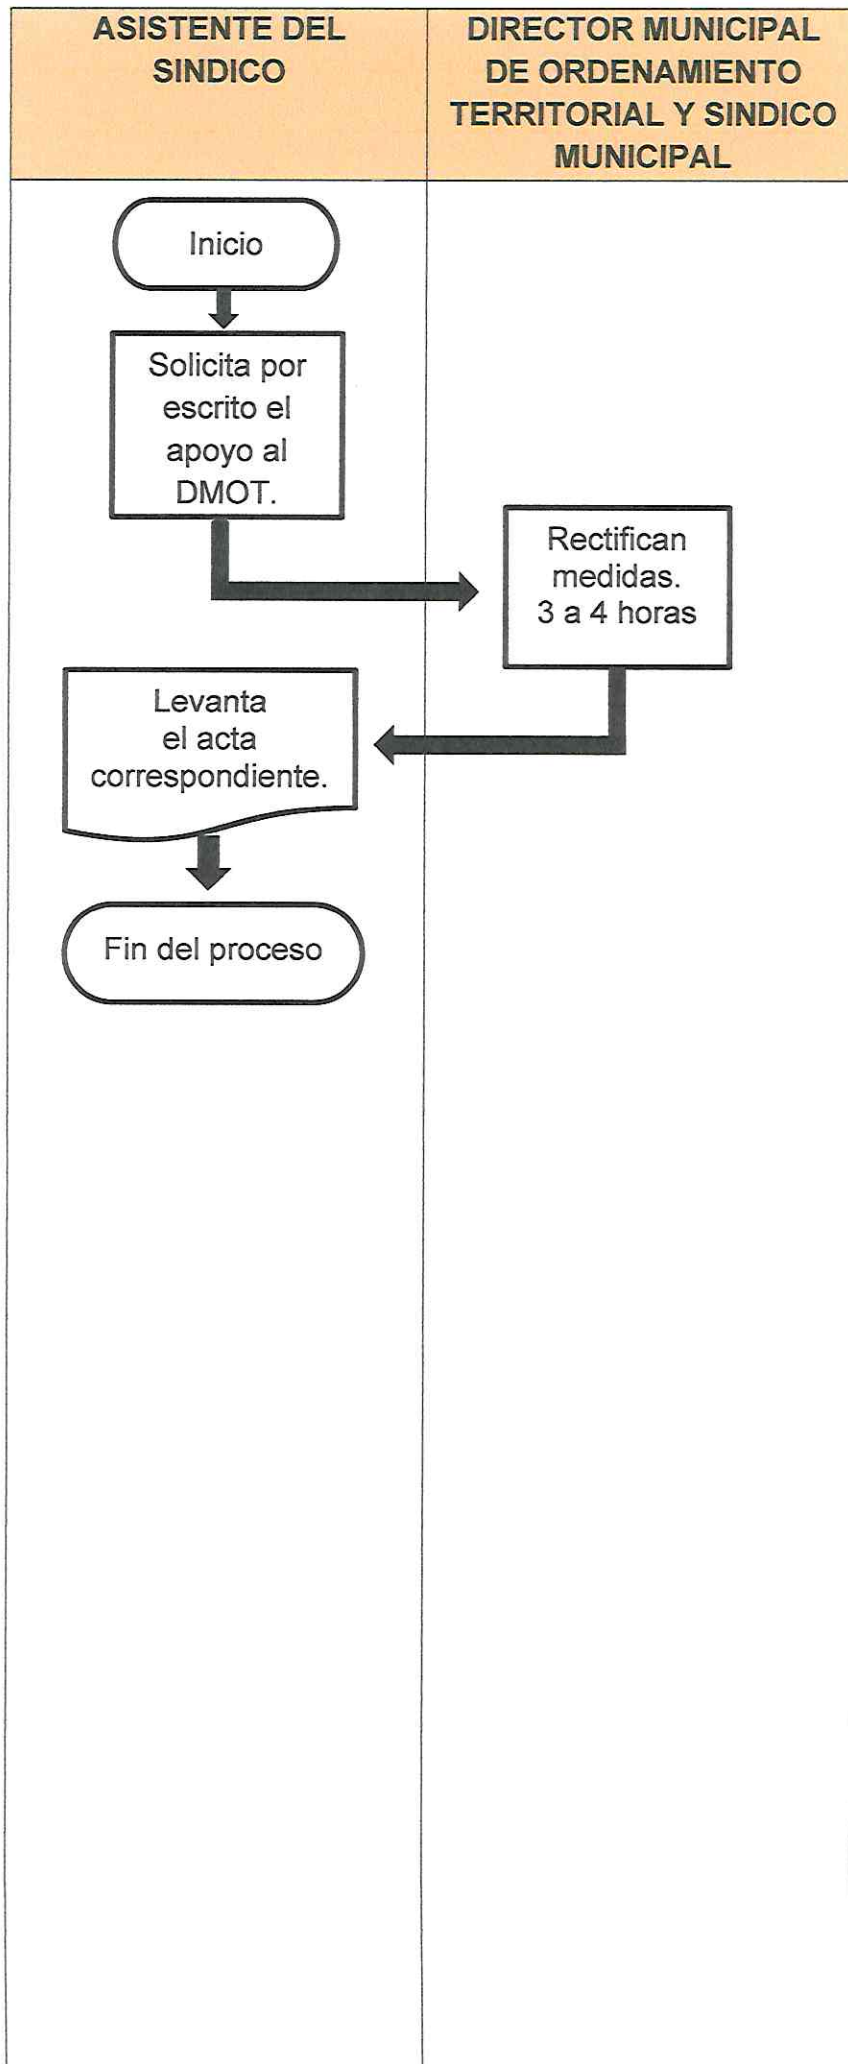 ASISTENTE DEL
SINDICO
DIRECTOR MUNICIPAL
DE ORDENAMIENTO
TERRITORIAL Y SINDICO
MUNICIPAL
Inicio
Solicita por
escrito el
apoyo al
DMOT.
Rectifican
medidas.
3 a 4 horas
Levanta
el acta
correspondiente.
Fin del proceso